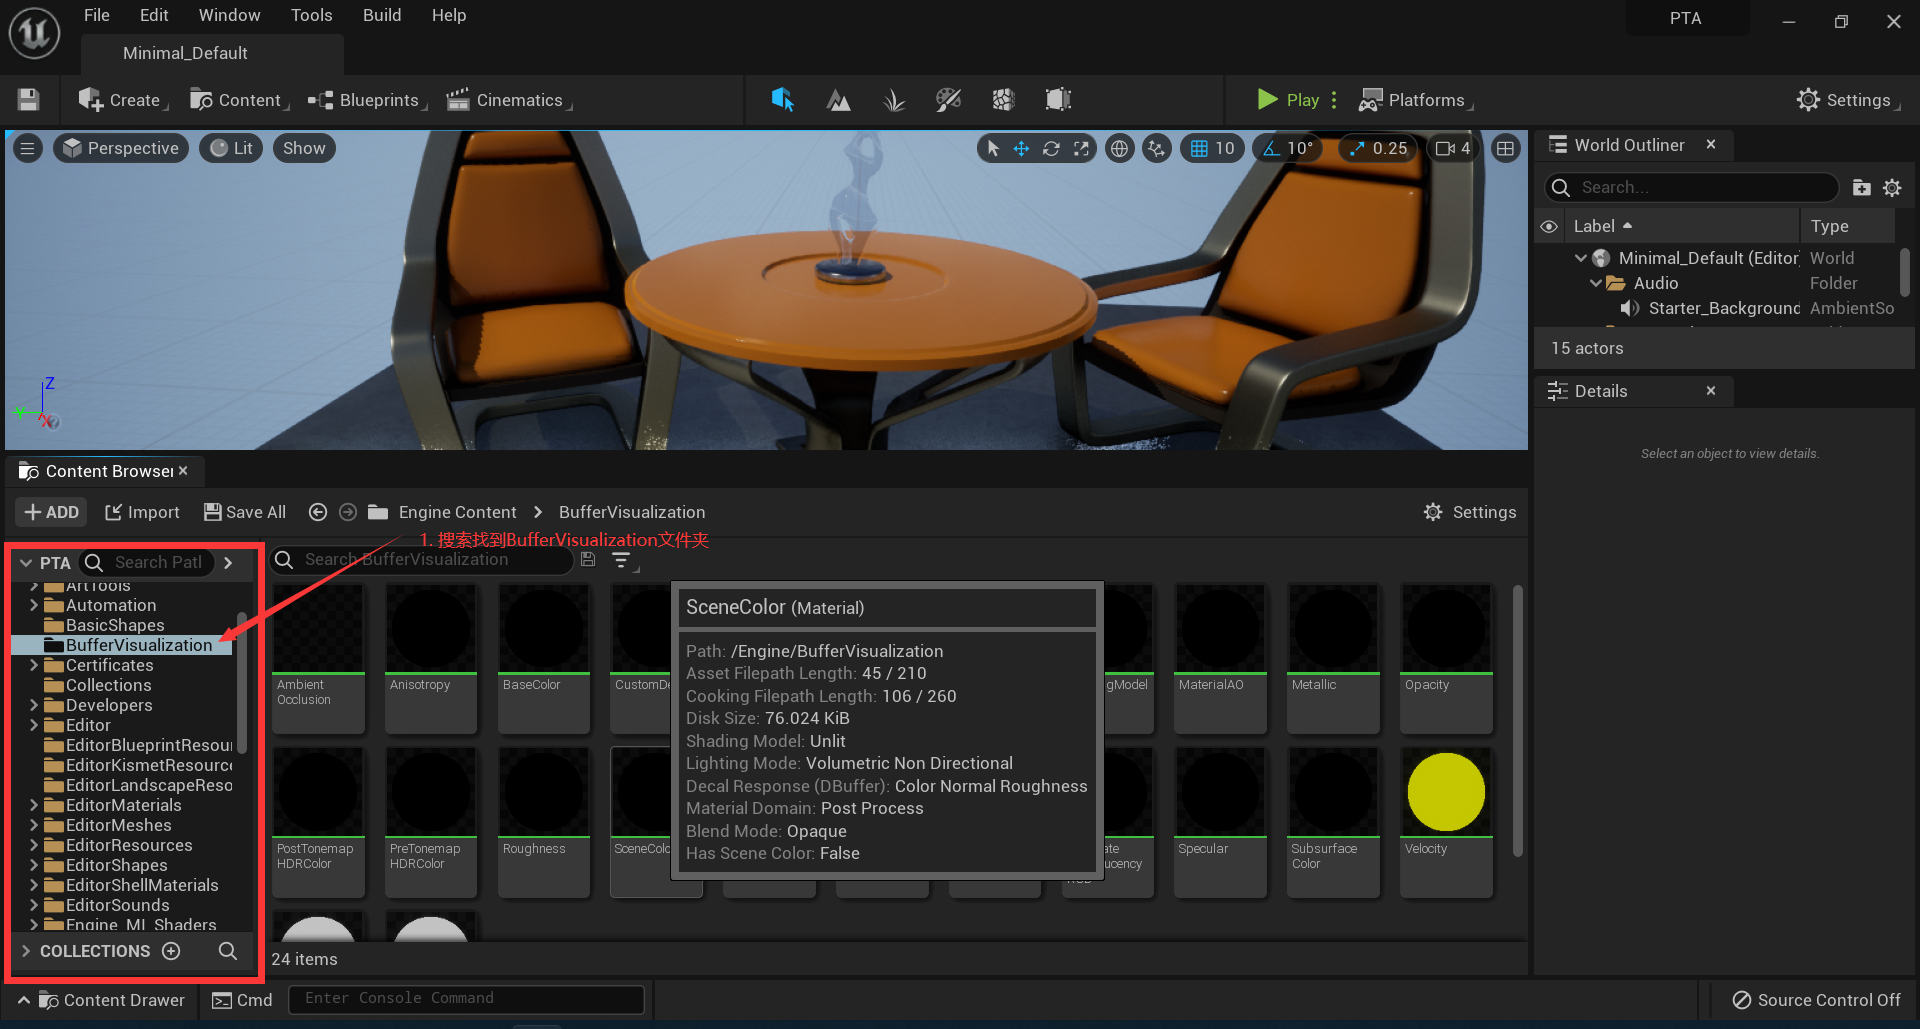 File Edit Window Tools Build Help
PTA
Minimal_Default
Create Content Blueprints Cinematics Play Platforms Settings
Perspective Lit Show 10 10° 0.25 4
World Outliner
Search...
Label Type
Minimal_Default (Editor World
Audio Folder
Starter_Background AmbientSo
15 actors
Details
Select an object to view details.
Z
Y
X
Content Browser
ADD Import Save All Engine Content BufferVisualization Settings
1. 搜索找到BufferVisualization文件夹
PTA Search Patl
Search BufferVisualization
ArtTools
Automation
BasicShapes
BufferVisualization
Certificates
Collections
Developers
Editor
EditorBlueprintResou
EditorKismetResource
EditorLandscapeReso
EditorMaterials
EditorMeshes
EditorResources
EditorShapes
EditorShellMaterials
EditorSounds
Engine_MI_Shaders
COLLECTIONS
Ambient
Occlusion
Anisotropy
BaseColor
CustomDe
gModel
MaterialAO
Metallic
Opacity
SceneColor (Material)
Path: /Engine/BufferVisualization
Asset Filepath Length: 45 / 210
Cooking Filepath Length: 106 / 260
Disk Size: 76.024 KiB
Shading Model: Unlit
Lighting Mode: Volumetric Non Directional
Decal Response (DBuffer): Color Normal Roughness
Material Domain: Post Process
Blend Mode: Opaque
Has Scene Color: False
PostTonemap
HDRColor
PreTonemap
HDRColor
Roughness
SceneColo
ate
ucency
Specular
Subsurface
Color
Velocity
24 items
Content Drawer Cmd Enter Console Command Source Control Off